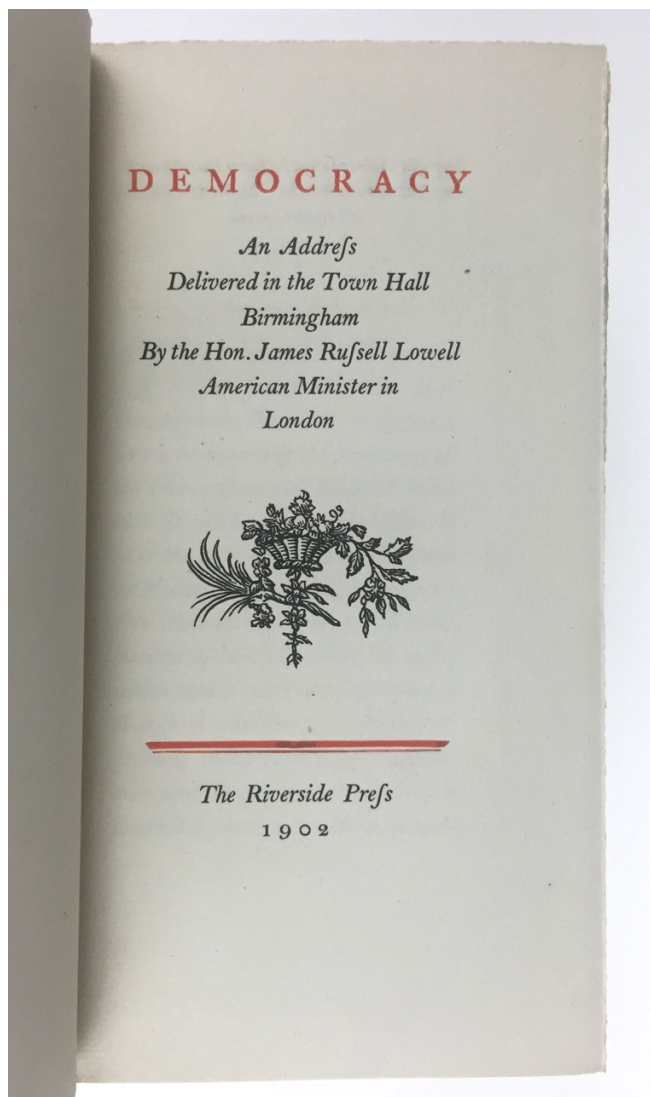 DEMOCRACY
An Addreſs
Delivered in the Town Hall
Birmingham
By the Hon. James Ruſsell Lowell
American Minister in
London
The Riverside Preſs
1902